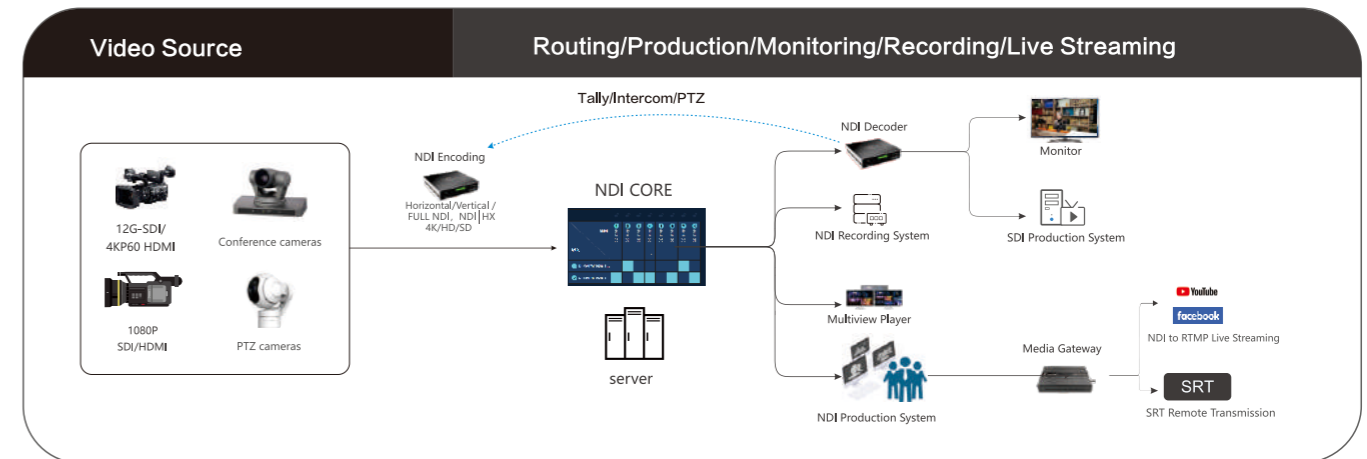 Video Source
Routing/Production/Monitoring/Recording/Live Streaming
Tally/Intercom/PTZ
12G-SDI/
4KP60 HDMI
Conference cameras
1080P
SDI/HDMI
PTZ cameras
NDI Encoding
Horizontal/Vertical /
FULL NDI, NDI|HX
4K/HD/SD
NDI CORE
server
NDI Decoder
Monitor
NDI Recording System
SDI Production System
Multiview Player
NDI Production System
Media Gateway
YouTube
facebook
NDI to RTMP Live Streaming
SRT
SRT Remote Transmission